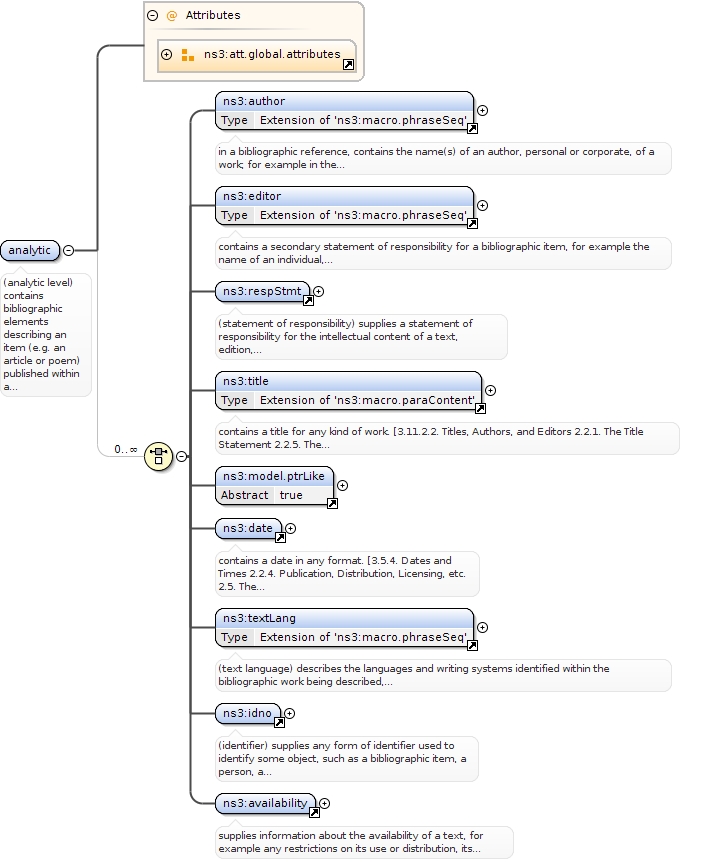 Attributes
ns3:att.global.attributes
ns3:author
Type Extension of 'ns3:macro.phraseSeq'
in a bibliographic reference, contains the name(s) of an author, personal or corporate, of a
work; for example in the...
ns3:editor
Type Extension of 'ns3:macro.phraseSeq'
contains a secondary statement of responsibility for a bibliographic item, for example the
name of an individual,...
analytic
(analytic level)
contains
bibliographic
elements
describing an
item (e.g. an
article or poem)
published within
a...
ns3:respStmt
(statement of responsibility) supplies a statement of
responsibility for the intellectual content of a text,
edition,...
ns3:title
Type Extension of 'ns3:macro.paraContent'
contains a title for any kind of work. [3.11.2.2. Titles, Authors, and Editors 2.2.1. The Title
Statement 2.2.5. The...
0..∞
ns3:model.ptrLike
Abstract true
ns3:date
contains a date in any format. [3.5.4. Dates and
Times 2.2.4. Publication, Distribution, Licensing, etc.
2.5. The...
ns3:textLang
Type Extension of 'ns3:macro.phraseSeq'
(text language) describes the languages and writing systems identified within the
bibliographic work being described,...
ns3:idno
(identifier) supplies any form of identifier used to
identify some object, such as a bibliographic item, a
person, a...
ns3:availability
supplies information about the availability of a text, for
example any restrictions on its use or distribution, its...